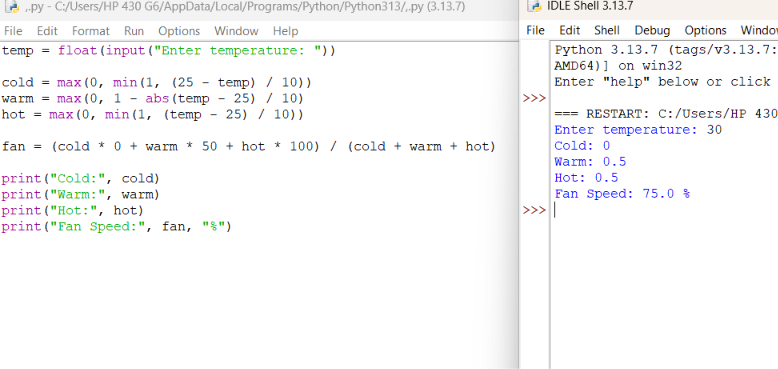 ,.py - C:/Users/HP 430 G6/AppData/Local/Programs/Python/Python313/,.py (3.13.7)
File Edit Format Run Options Window Help
temp = float(input("Enter temperature: "))
cold = max(0, min(1, (25 - temp) / 10))
warm = max(0, 1 - abs(temp - 25) / 10)
hot = max(0, min(1, (temp - 25) / 10))
fan = (cold * 0 + warm * 50 + hot * 100) / (cold + warm + hot)
print("Cold:", cold)
print("Warm:", warm)
print("Hot:", hot)
print("Fan Speed:", fan, "%")
IDLE Shell 3.13.7
File Edit Shell Debug Options Window
Python 3.13.7 (tags/v3.13.7:
AMD64)] on win32
Enter "help" below or click
>>>
=== RESTART: C:/Users/HP 430
Enter temperature: 30
Cold: 0
Warm: 0.5
Hot: 0.5
Fan Speed: 75.0 %
>>>